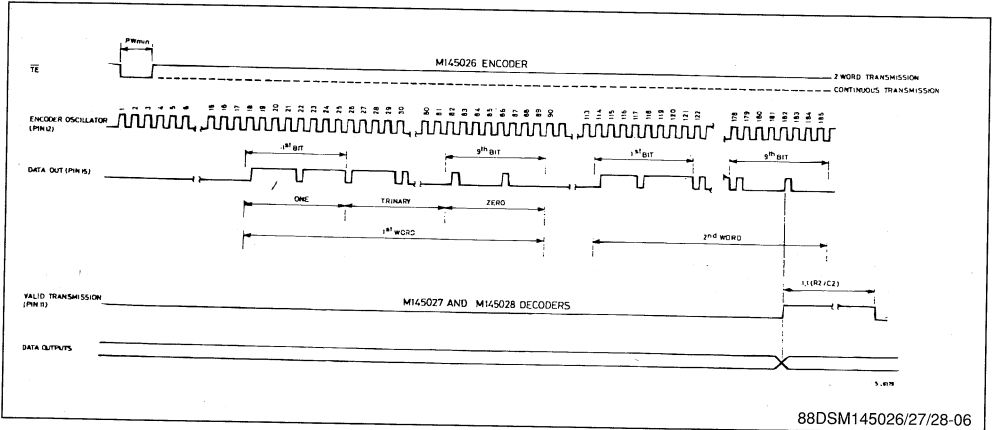 PWmin
TE
M145026 ENCODER
2 WORD TRANSMISSION
CONTINUOUS TRANSMISSION
ENCODER OSCILLATOR
(PIN 12)
1 2 3 4 5 6 15 16 17 18 19 20 21 22 23 24 25 26 27 28 29 30 80 81 82 83 84 85 86 87 88 89 90 113 114 115 116 117 118 119 120 121 122 178 179 180 181 182 183 184 185
1st BIT 9th BIT 1st BIT 9th BIT
DATA OUT (PIN 15)
ONE TRINARY ZERO
1st WORD 2nd WORD
1,1 (R2/C2)
VALID TRANSMISSION
(PIN 11)
M145027 AND M145028 DECODERS
DATA OUTPUTS
88DSM145026/27/28-06